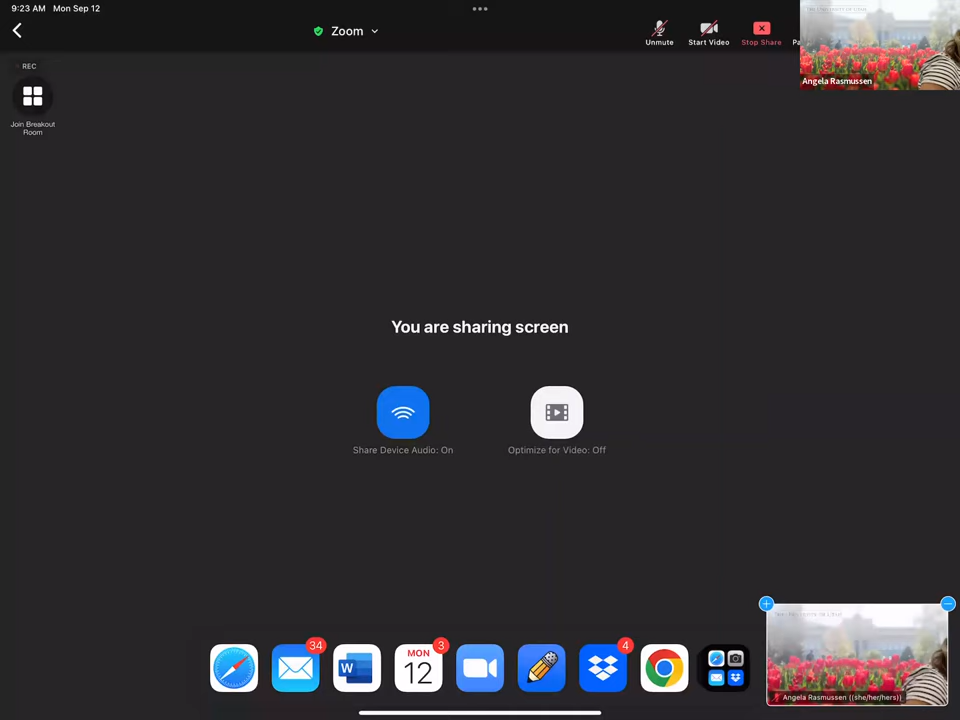 9:23 AM Mon Sep 12
Zoom
Unmute
Start Video
Stop Share
Angela Rasmussen
REC
Join Breakout
Room
You are sharing screen
Share Device Audio: On
Optimize for Video: Off
34
W
MON
12
3
4
Angela Rasmussen ((she/her/hers))